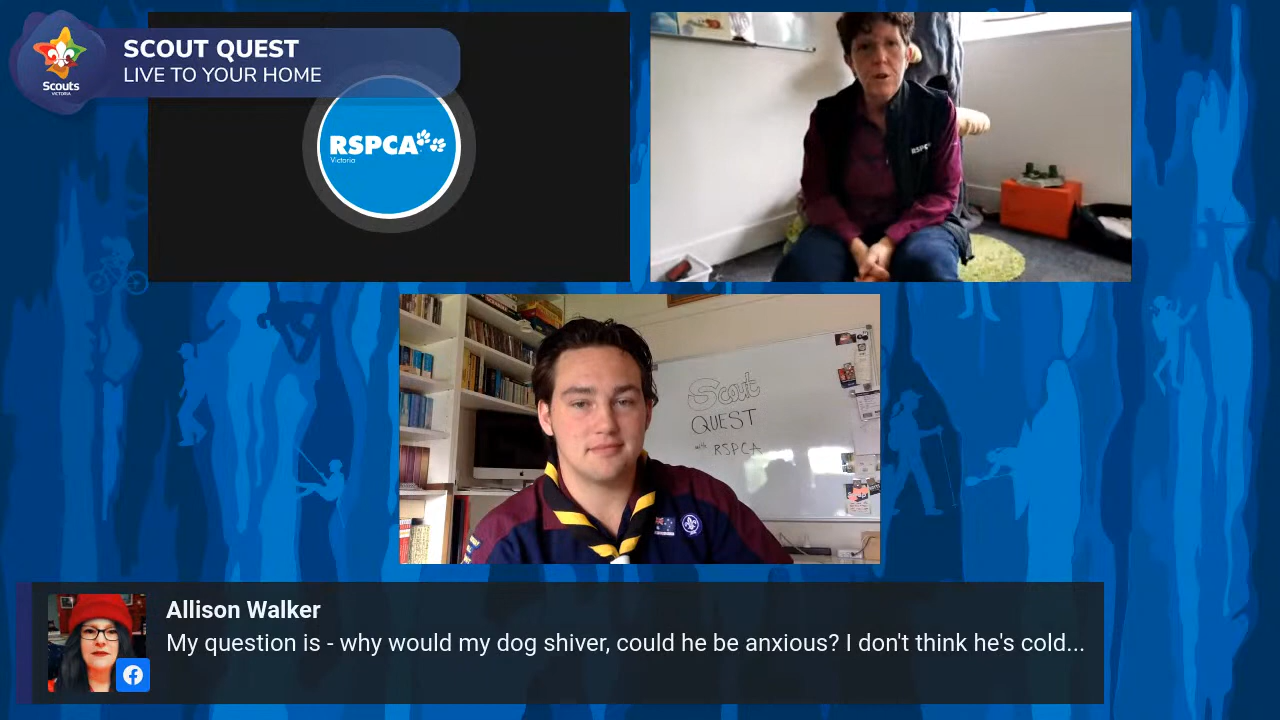 SCOUT QUEST
LIVE TO YOUR HOME
Scouts
VICTORIA
RSPCA
Victoria
RSPC
Scout
QUEST
with RSPCA
Allison Walker
My question is - why would my dog shiver, could he be anxious? I don't think he's cold...